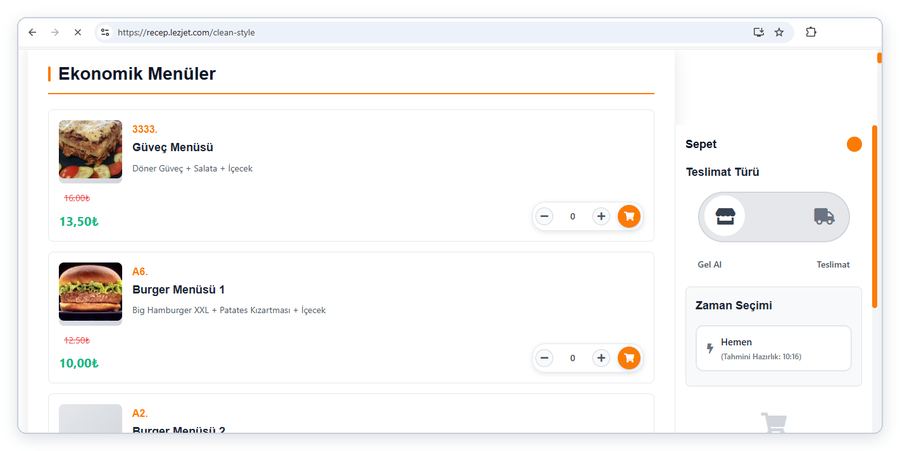 https://recep.lezjet.com/clean-style
Ekonomik Menüler
3333.
Güveç Menüsü
Döner Güveç + Salata + İçecek
16,00₺
13,50₺
0
A6.
Burger Menüsü 1
Big Hamburger XXL + Patates Kızartması + İçecek
12,50₺
10,00₺
0
A2.
Burger Menüsü 2
Sepet
Teslimat Türü
Gel Al
Teslimat
Zaman Seçimi
Hemen
(Tahmini Hazırlık: 10:16)